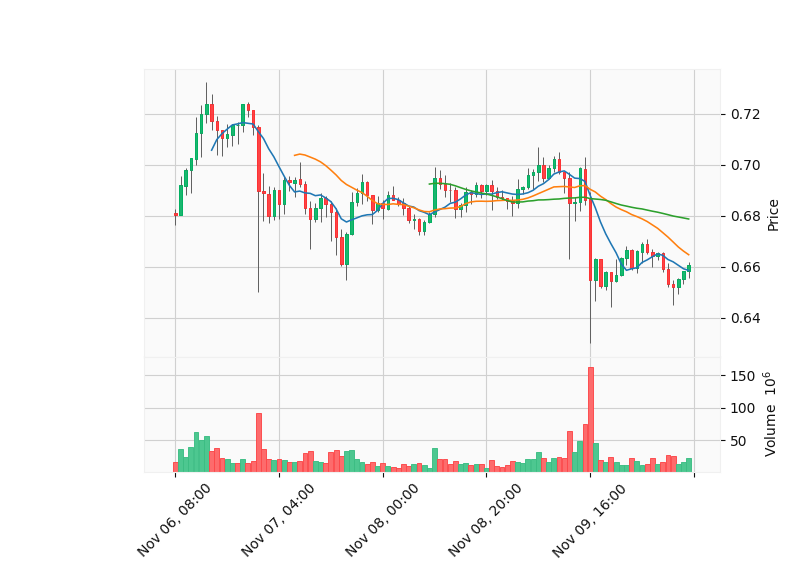 0.72
0.70
0.68
0.66
0.64
Price
150
100
50
Volume 10^6
Nov 06, 08:00
Nov 07, 04:00
Nov 08, 00:00
Nov 08, 20:00
Nov 09, 16:00